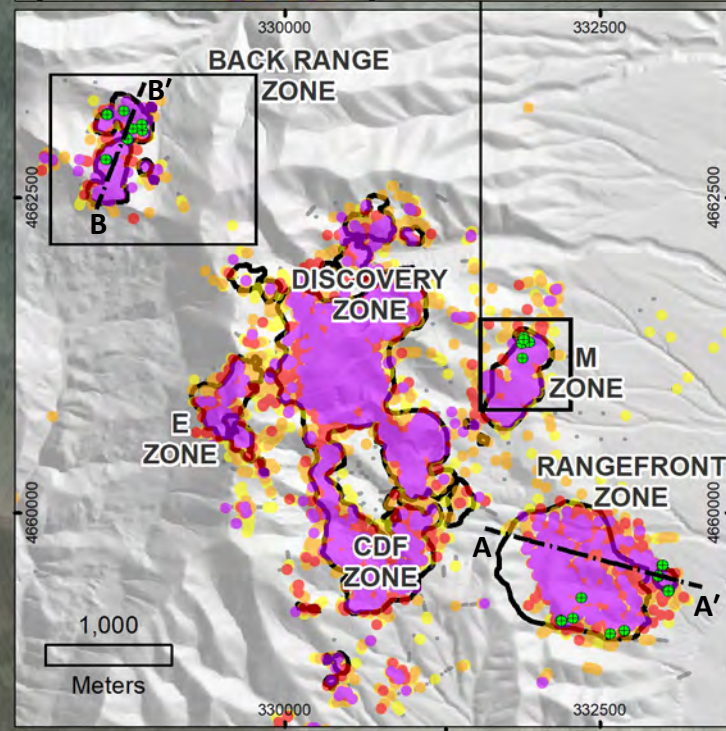 330000
332500
BACK RANGE
ZONE
B'
B
4662500
4662500
DISCOVERY
ZONE
M
ZONE
E
ZONE
RANGEFRONT
ZONE
4660000
4660000
A
CDF
ZONE
A'
1,000
Meters
330000
332500